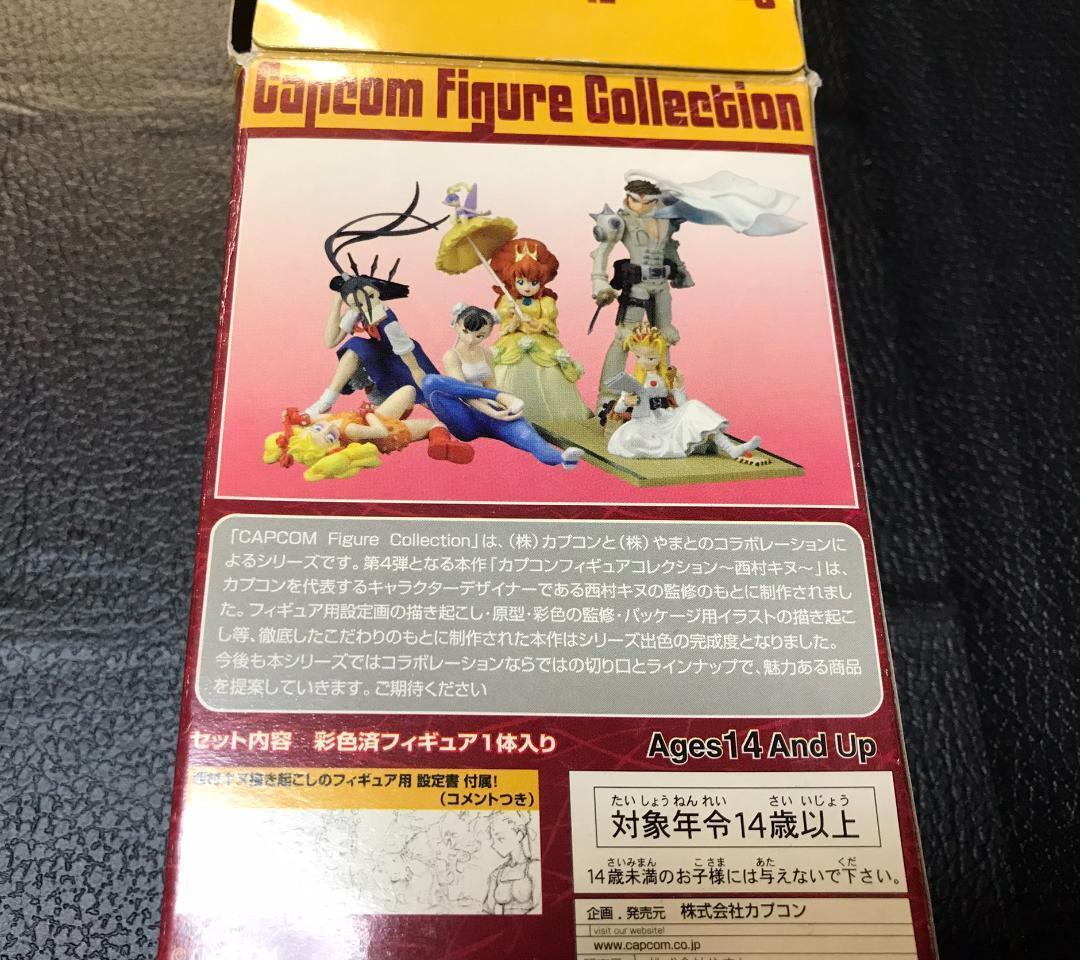 Capcom Figure Collection
「CAPCOM Figure Collection」は、(株)カプコンと(株)やまとのコラボレーションに
よるシリーズです。第4弾となる本作「カプコンフィギュアコレクション〜西村キヌ〜」は、
カプコンを代表するキャラクターデザイナーである西村キヌの監修のもとに制作されまし
た。フィギュア用設定画の描き起こし・原型・彩色の監修・パッケージ用イラストの描き起こ
し等、徹底したこだわりのもとに制作された本作はシリーズ出色の完成度となりました。
今後も本シリーズではコラボレーションならではの切り口とラインナップで、魅力ある商品
を提案していきます。ご期待ください
セット内容 彩色済フィギュア1体入り
Ages14 And Up
西村キヌ描き起こしのフィギュア用 設定書 付属!
(コメントつき)
たいしょうねんれい さい いじょう
対象年令14歳以上
さいみまん こさま あた くだ
14歳未満のお子様には与えないで下さい。
企画.発売元 株式会社カプコン
visit our website!
www.capcom.co.jp